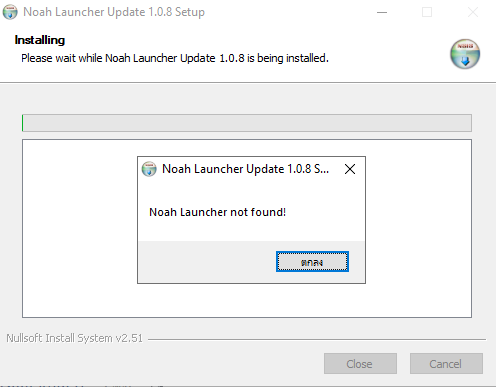 Noah Launcher Update 1.0.8 Setup
Installing
Please wait while Noah Launcher Update 1.0.8 is being installed.
Noah Launcher Update 1.0.8 S...
Noah Launcher not found!
ตกลง
Nullsoft Install System v2.51
Close
Cancel